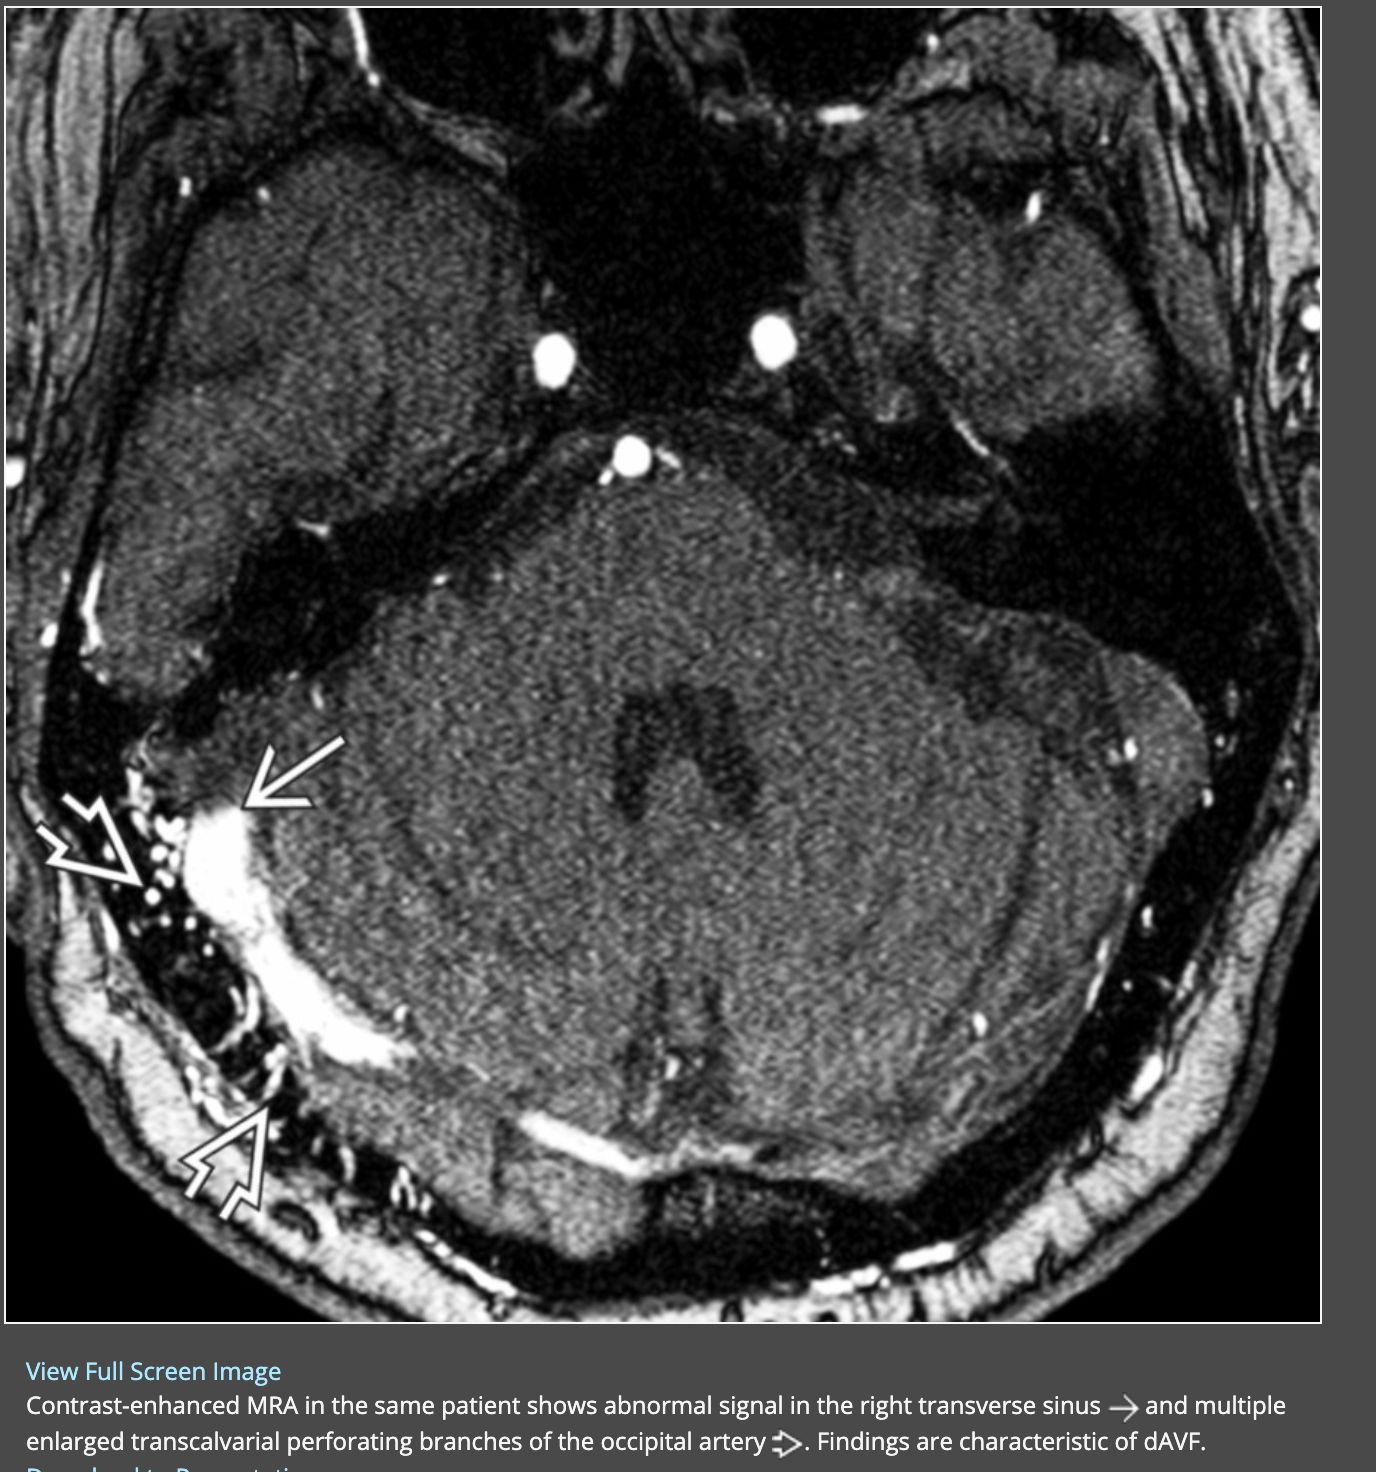 View Full Screen Image
Contrast-enhanced MRA in the same patient shows abnormal signal in the right transverse sinus and multiple
enlarged transcalvarial perforating branches of the occipital artery . Findings are characteristic of dAVF.